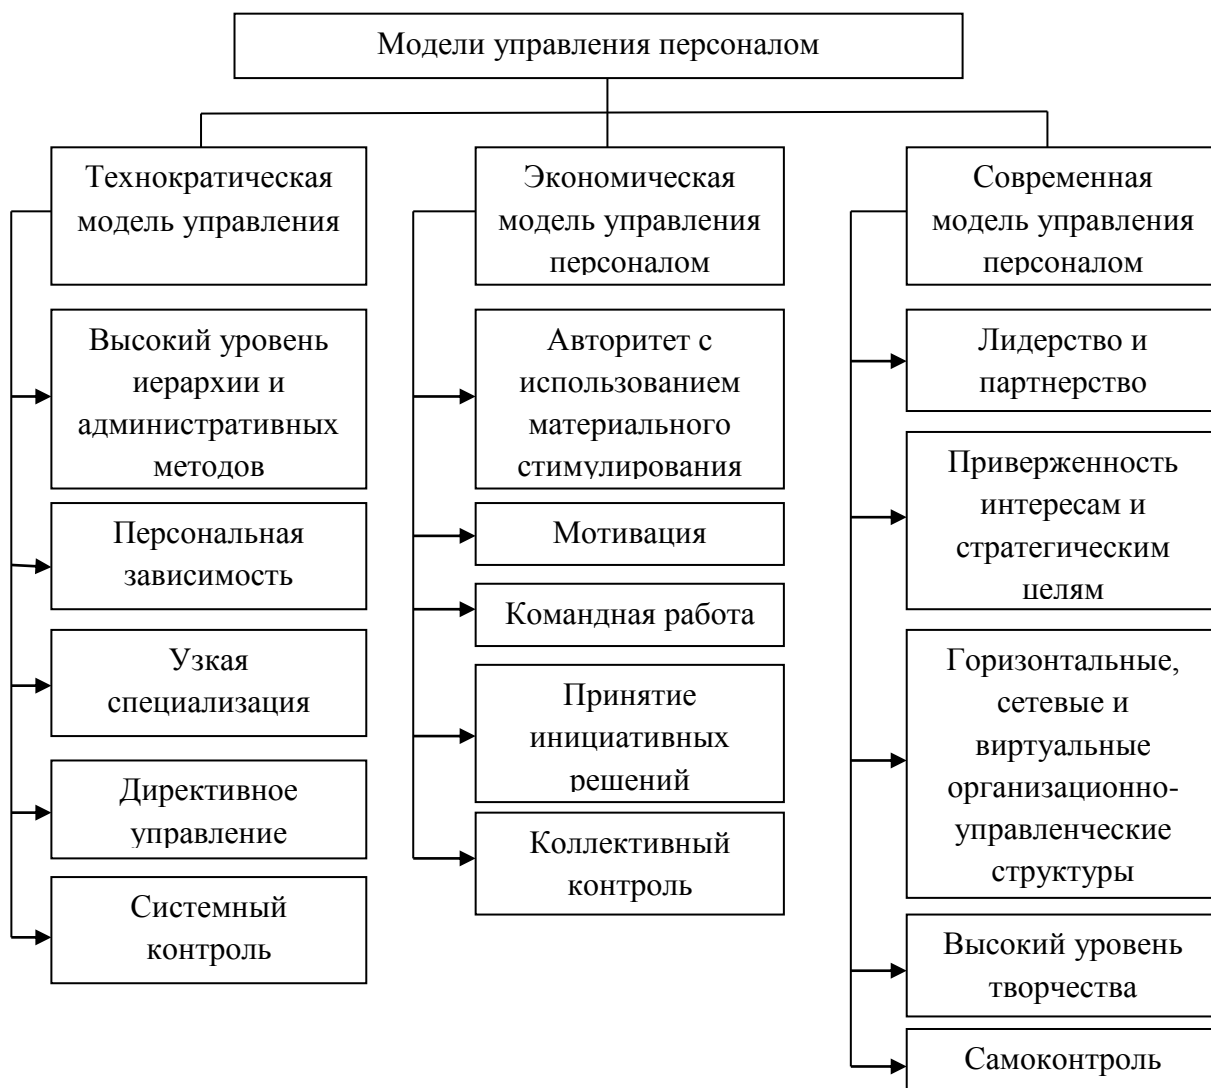 Модели управления персоналом
Технократическая
модель управления
Высокий уровень
иерархии и
административных
методов
Персональная
зависимость
Узкая
специализация
Директивное
управление
Системный
контроль
Экономическая
модель управления
персоналом
Авторитет с
использованием
материального
стимулирования
Мотивация
Командная работа
Принятие
инициативных
решений
Коллективный
контроль
Современная
модель управления
персоналом
Лидерство и
партнерство
Приверженность
интересам и
стратегическим
целям
Горизонтальные,
сетевые и
виртуальные
организационно-
управленческие
структуры
Высокий уровень
творчества
Самоконтроль